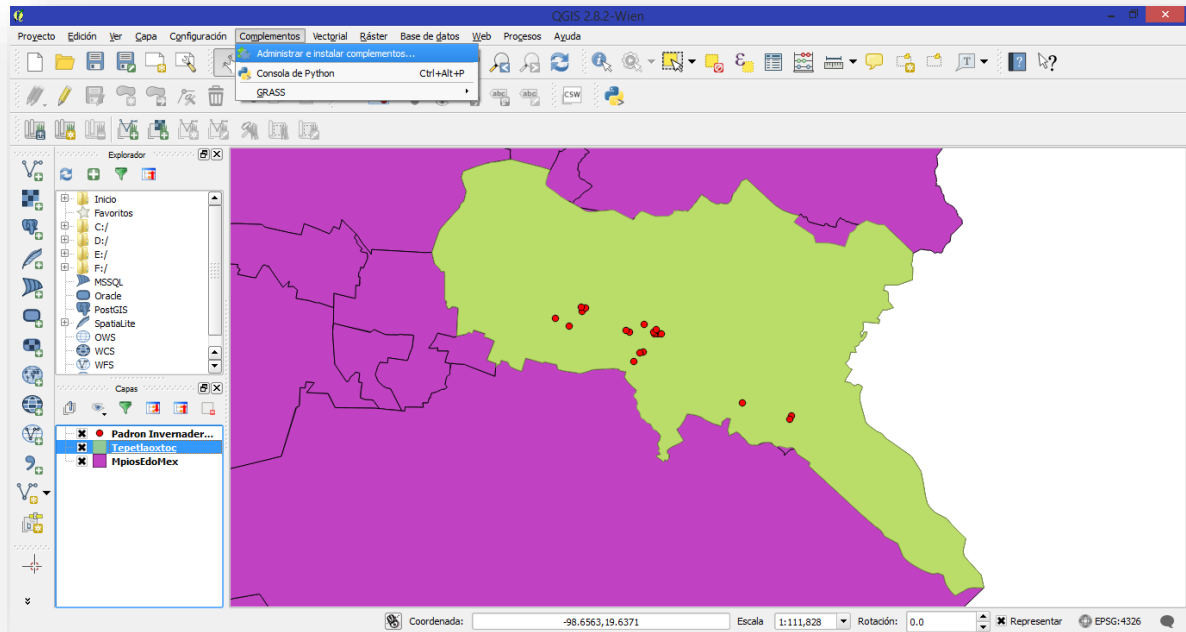 QGIS 2.8.2-Wien
Proyecto Edición Ver Capa Configuración Complementos Vectorial Ráster Base de datos Web Procesos Ayuda
Administrar e instalar complementos...
Consola de Python Ctrl+Alt+P
GRASS
abc abc CSW
Explorador
Inicio
Favoritos
C:/
D:/
E:/
F:/
MSSQL
Oracle
PostGIS
SpatiaLite
OWS
WCS
WFS
Capas
Padron Invernader...
Tepetlaoxtoc
MpiosEdoMex
Coordenada: -98.6563,19.6371 Escala 1:111,828 Rotación: 0.0 Representar EPSG:4326